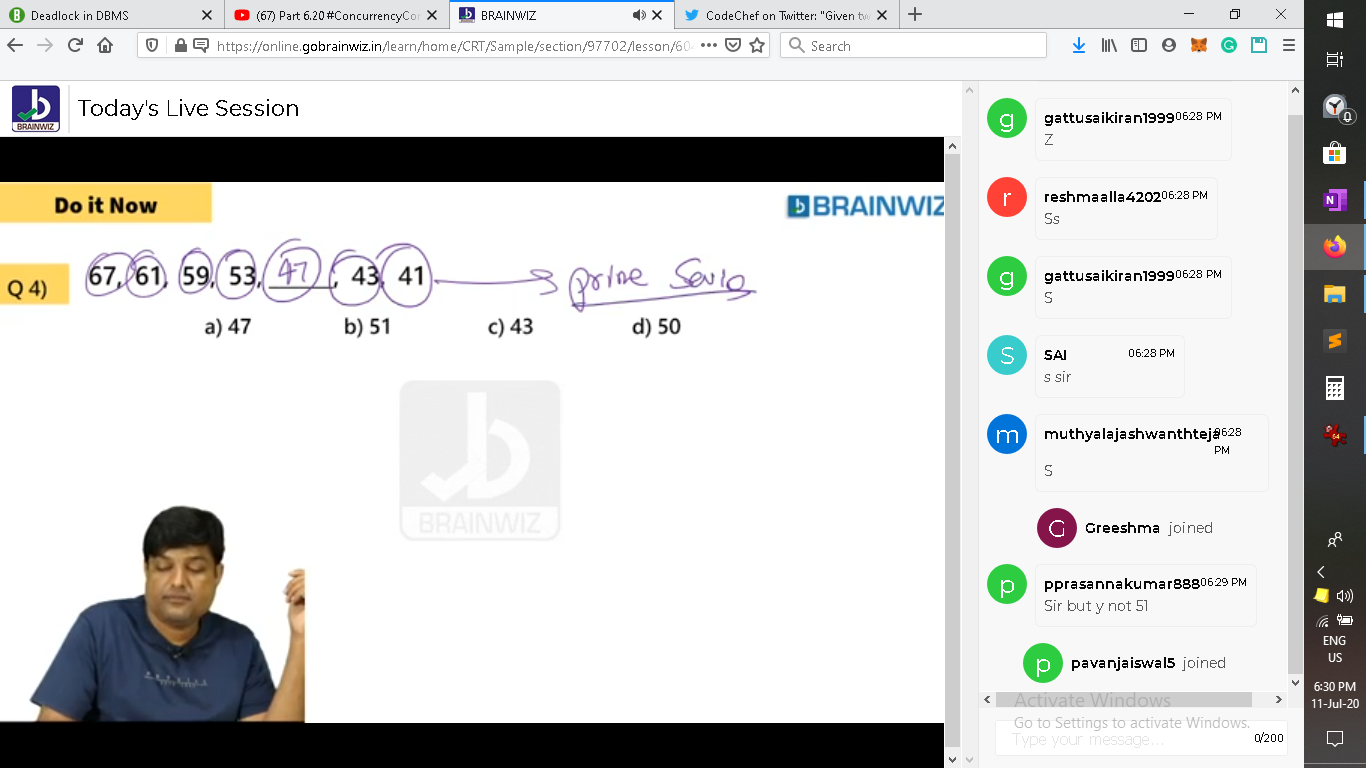 Deadlock in DBMS
(67) Part 6.20 #ConcurrencyCon
BRAINWIZ
CodeChef on Twitter: "Given tw
https://online.gobrainwiz.in/learn/home/CRT/Sample/section/97702/lesson/604
Search
BRAINWIZ
Today's Live Session
Do it Now
BRAINWIZ
Q 4)
67, 61, 59, 53, 47, 43, 41
prime Serie
a) 47 b) 51 c) 43 d) 50
BRAINWIZ
g
gattusaikiran1999 06:28 PM
Z
r
reshmaalla4202 06:28 PM
Ss
g
gattusaikiran1999 06:28 PM
S
S
SAI 06:28 PM
s sir
m
muthyalajashwanthteja 06:28 PM
S
G
Greeshma joined
p
pprasannakumar888 06:29 PM
Sir but y not 51
p
pavanjaiswal5 joined
Activate Windows
Go to Settings to activate Windows.
Type your message...
0/200
N
64
ENG
US
6:30 PM
11-Jul-20